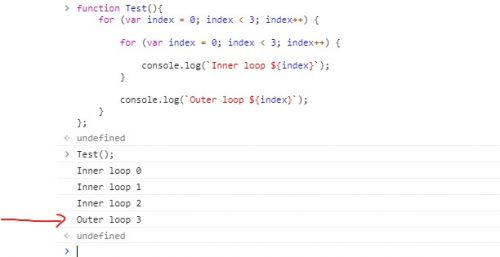 > function Test(){
for (var index = 0; index < 3; index++) {
for (var index = 0; index < 3; index++) {
console.log(`Inner loop ${index}`);
}
console.log(`Outer loop ${index}`);
}
};
< undefined
> Test();
Inner loop 0
Inner loop 1
Inner loop 2
Outer loop 3
< undefined
>